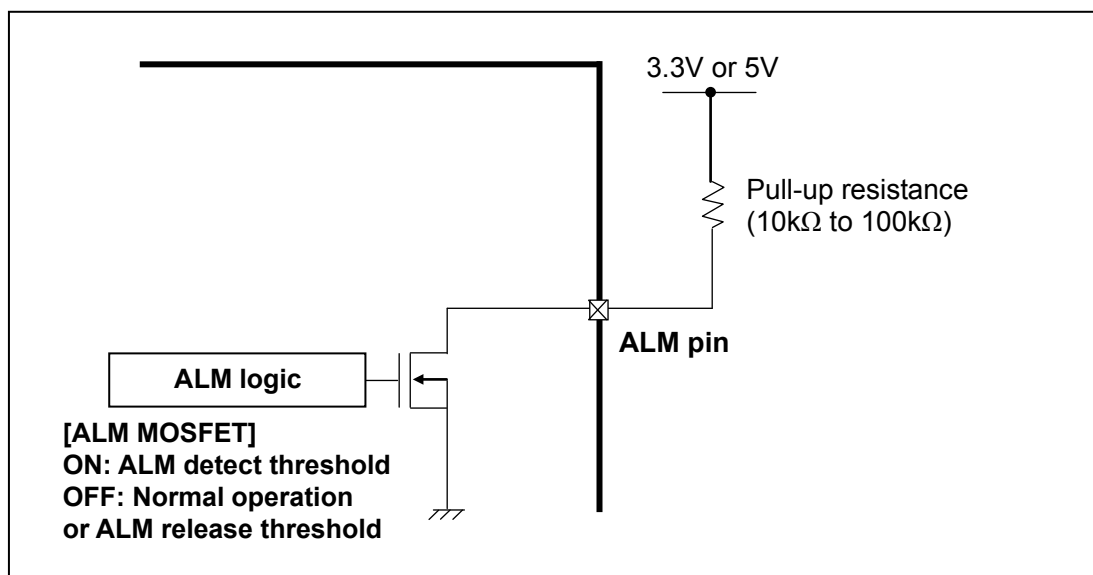 3.3V or 5V
Pull-up resistance
(10kΩ to 100kΩ)
ALM pin
ALM logic
[ALM MOSFET]
ON: ALM detect threshold
OFF: Normal operation
or ALM release threshold